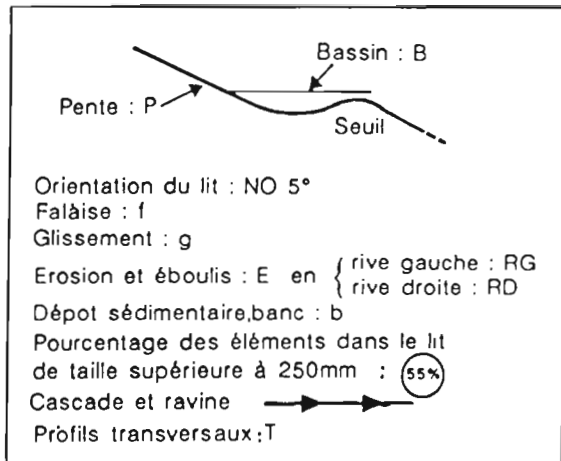 Bassin : B
Pente : P
Seuil
Orientation du lit : NO 5°
Falàise : f
Glissement : g
Erosion et éboulis : E en { rive gauche : RG
{ rive droite : RD
Dépot sédimentaire,banc : b
Pourcentage des éléments dans le lit
de taille supérieure à 250mm : 55%
Cascade et ravine
Profils transversaux : T